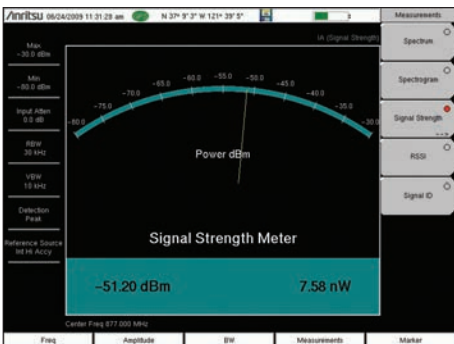 Anritsu 06/24/2009 11:31:29 am N 37° 9' 3" W 121° 39' 5"
Measurements
IA (Signal Strength)
Max
-30.0 dBm
Min
-80.0 dBm
Input Atten
0.0 dB
RBW
30 kHz
VBW
10 kHz
Detection
Peak
Reference Source
Int Hi Accy
-80.0 -75.0 -70.0 -65.0 -60.0 -55.0 -50.0 -45.0 -40.0 -35.0 -30.0
Power dBm
Signal Strength Meter
-51.20 dBm 7.58 nW
Center Freq 877.000 MHz
Spectrum
Spectrogram
Signal Strength
-->
RSSI
Signal ID
Freq Amplitude BW Measurements Marker